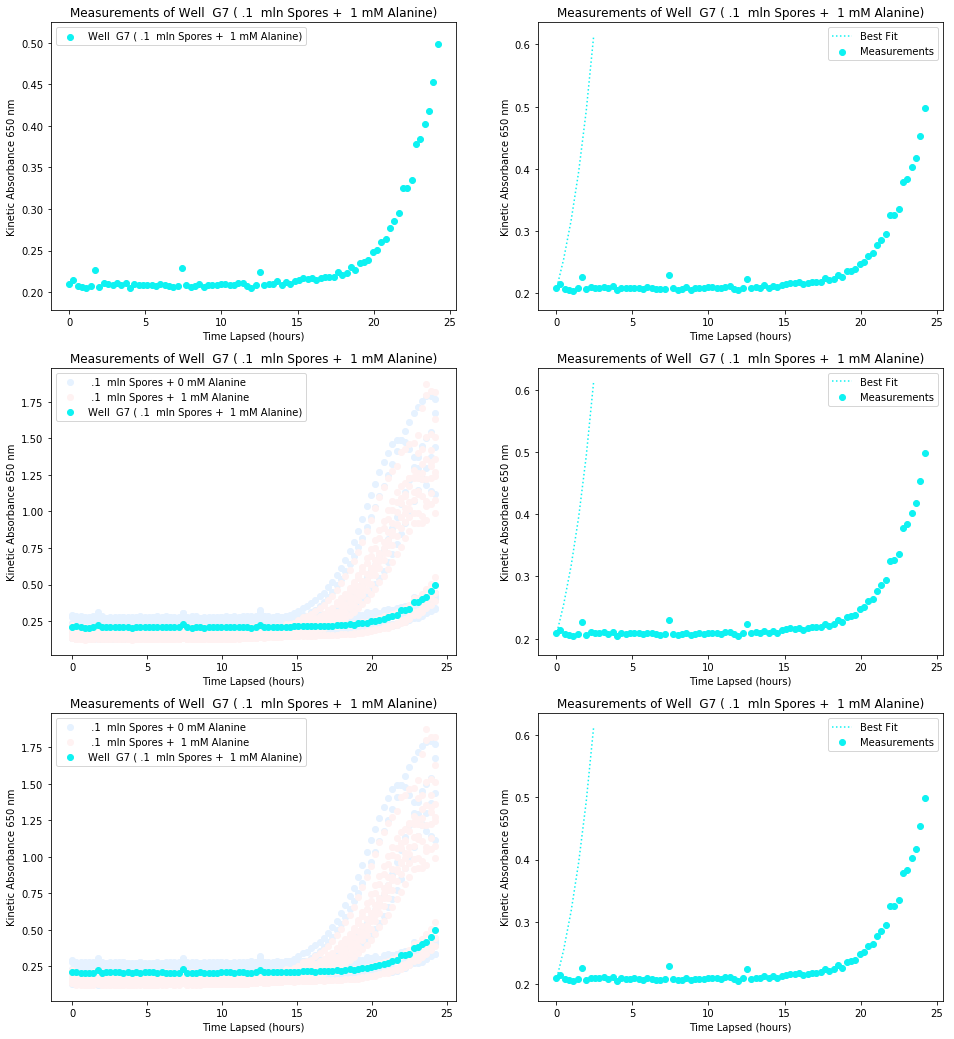 Measurements of Well  G7 ( .1  mln Spores +  1 mM Alanine)
Well  G7 ( .1  mln Spores +  1 mM Alanine)
Kinetic Absorbance 650 nm
0.50
0.45
0.40
0.35
0.30
0.25
0.20
0 5 10 15 20 25
Time Lapsed (hours)
Measurements of Well  G7 ( .1  mln Spores +  1 mM Alanine)
Best Fit
Measurements
Kinetic Absorbance 650 nm
0.6
0.5
0.4
0.3
0.2
0 5 10 15 20 25
Time Lapsed (hours)
Measurements of Well  G7 ( .1  mln Spores +  1 mM Alanine)
.1  mln Spores + 0 mM Alanine
.1  mln Spores +  1 mM Alanine
Well  G7 ( .1  mln Spores +  1 mM Alanine)
Kinetic Absorbance 650 nm
1.75
1.50
1.25
1.00
0.75
0.50
0.25
0 5 10 15 20 25
Time Lapsed (hours)
Measurements of Well  G7 ( .1  mln Spores +  1 mM Alanine)
Best Fit
Measurements
Kinetic Absorbance 650 nm
0.6
0.5
0.4
0.3
0.2
0 5 10 15 20 25
Time Lapsed (hours)
Measurements of Well  G7 ( .1  mln Spores +  1 mM Alanine)
.1  mln Spores + 0 mM Alanine
.1  mln Spores +  1 mM Alanine
Well  G7 ( .1  mln Spores +  1 mM Alanine)
Kinetic Absorbance 650 nm
1.75
1.50
1.25
1.00
0.75
0.50
0.25
0 5 10 15 20 25
Time Lapsed (hours)
Measurements of Well  G7 ( .1  mln Spores +  1 mM Alanine)
Best Fit
Measurements
Kinetic Absorbance 650 nm
0.6
0.5
0.4
0.3
0.2
0 5 10 15 20 25
Time Lapsed (hours)